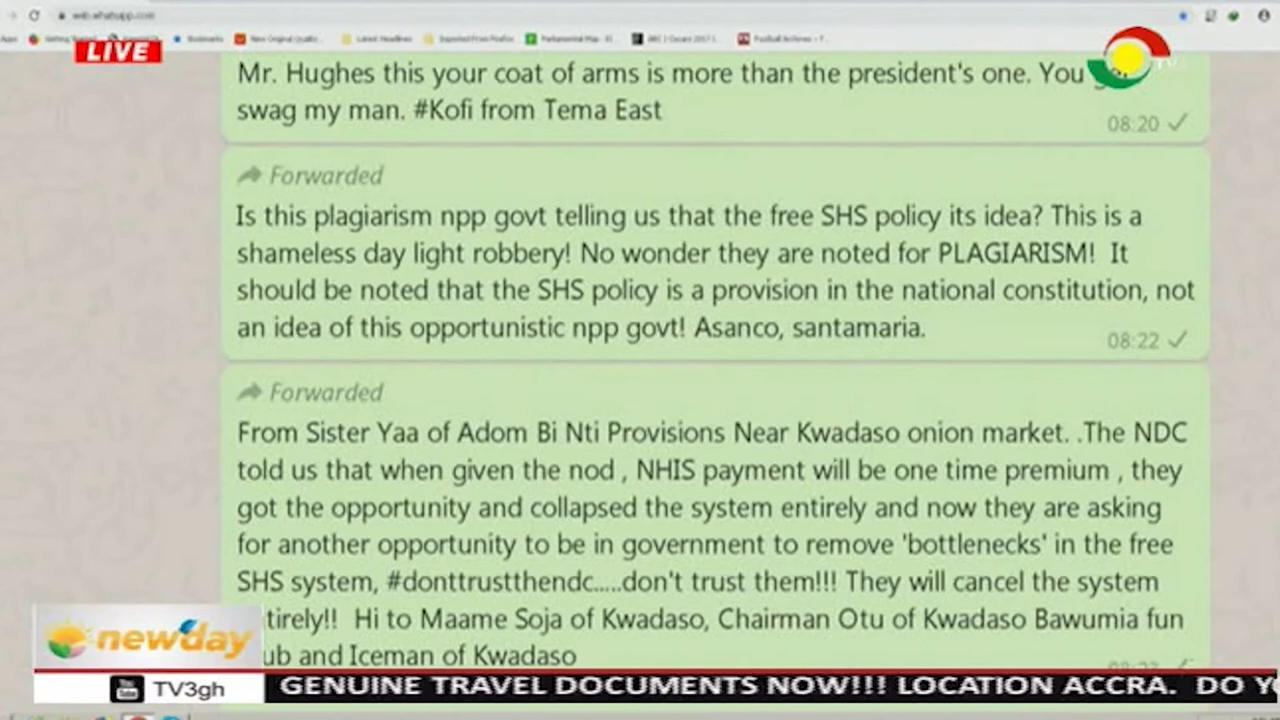 web.whatsapp.com
Bookmarks
Latest Headlines
LIVE
TV
Mr. Hughes this your coat of arms is more than the president's one. You
swag my man. #Kofi from Tema East
08:20
Forwarded
Is this plagiarism npp govt telling us that the free SHS policy its idea? This is a
shameless day light robbery! No wonder they are noted for PLAGIARISM! It
should be noted that the SHS policy is a provision in the national constitution, not
an idea of this opportunistic npp govt! Asanco, santamaria.
08:22
Forwarded
From Sister Yaa of Adom Bi Nti Provisions Near Kwadaso onion market. .The NDC
told us that when given the nod , NHIS payment will be one time premium , they
got the opportunity and collapsed the system entirely and now they are asking
for another opportunity to be in government to remove 'bottlenecks' in the free
SHS system, #donttrustthendc.....don't trust them!!! They will cancel the system
tirely!! Hi to Maame Soja of Kwadaso, Chairman Otu of Kwadaso Bawumia fun
ub and Iceman of Kwadaso
newday
TV3gh
GENUINE TRAVEL DOCUMENTS NOW!!! LOCATION ACCRA. DO Y